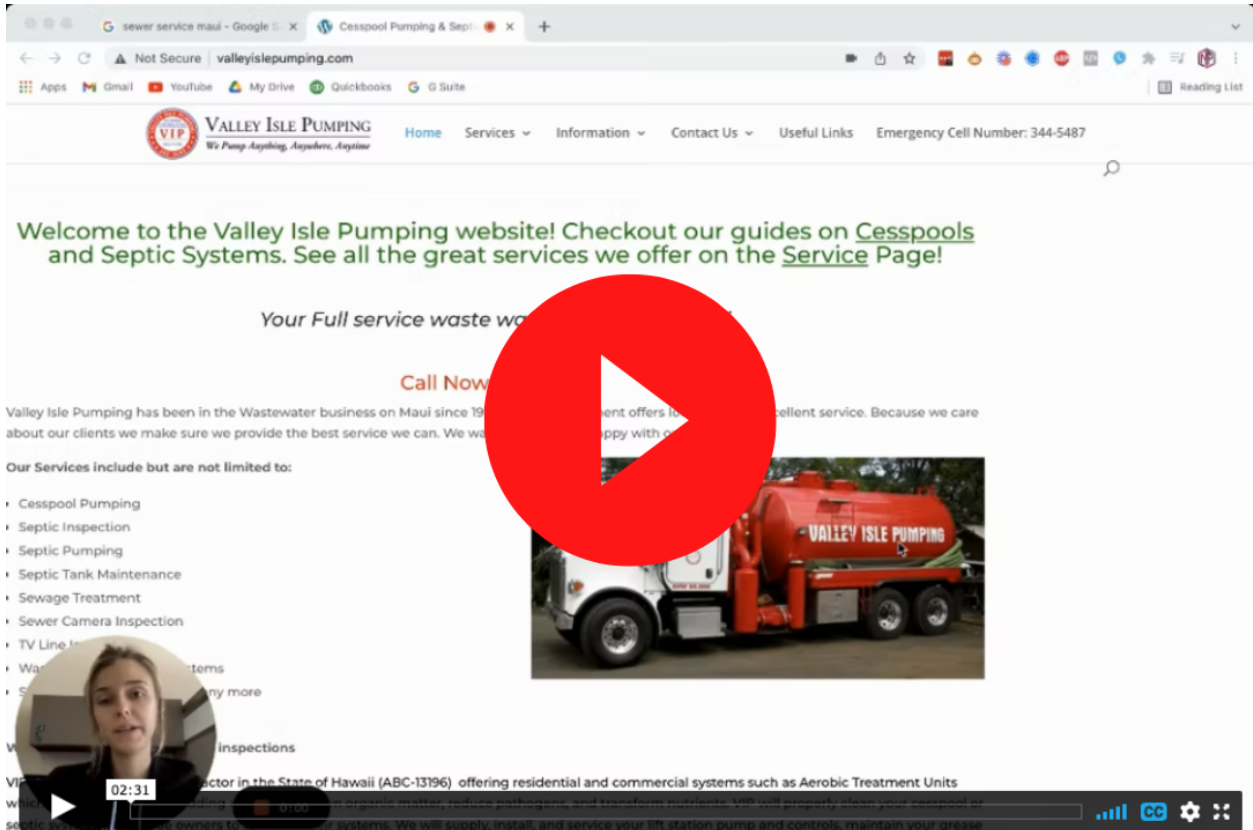 sewer service maui - Google S
Cesspool Pumping & Sept
Not Secure
valleyislepumping.com
Apps
Gmail
YouTube
My Drive
Quickbooks
G Suite
Reading List
VIP
VALLEY ISLE PUMPING
We Pump Anything, Anywhere, Anytime
Home
Services
Information
Contact Us
Useful Links
Emergency Cell Number: 344-5487
Welcome to the Valley Isle Pumping website! Checkout our guides on Cesspools
and Septic Systems. See all the great services we offer on the Service Page!
Your Full service waste
Call Now
Valley Isle Pumping has been in the Wastewater business on Maui since 19 offers service. Because we care
about our clients we make sure we provide the best service we can. We with
Our Services include but are not limited to:
Cesspool Pumping
Septic Inspection
Septic Pumping
Septic Tank Maintenance
Sewage Treatment
Sewer Camera Inspection
TV Line
ny more
inspections
VALLEY ISLE PUMPING
in the State of Hawaii (ABC-13196) offering residential and commercial systems such as Aerobic Treatment Units
organic matter, reduce pathogens, and transform nutrients. VIP will properly clean your cesspool or
septic owners to systems. We will supply, install, and service your lift station pump and controls, maintain your grease
02:31
0:00
CC